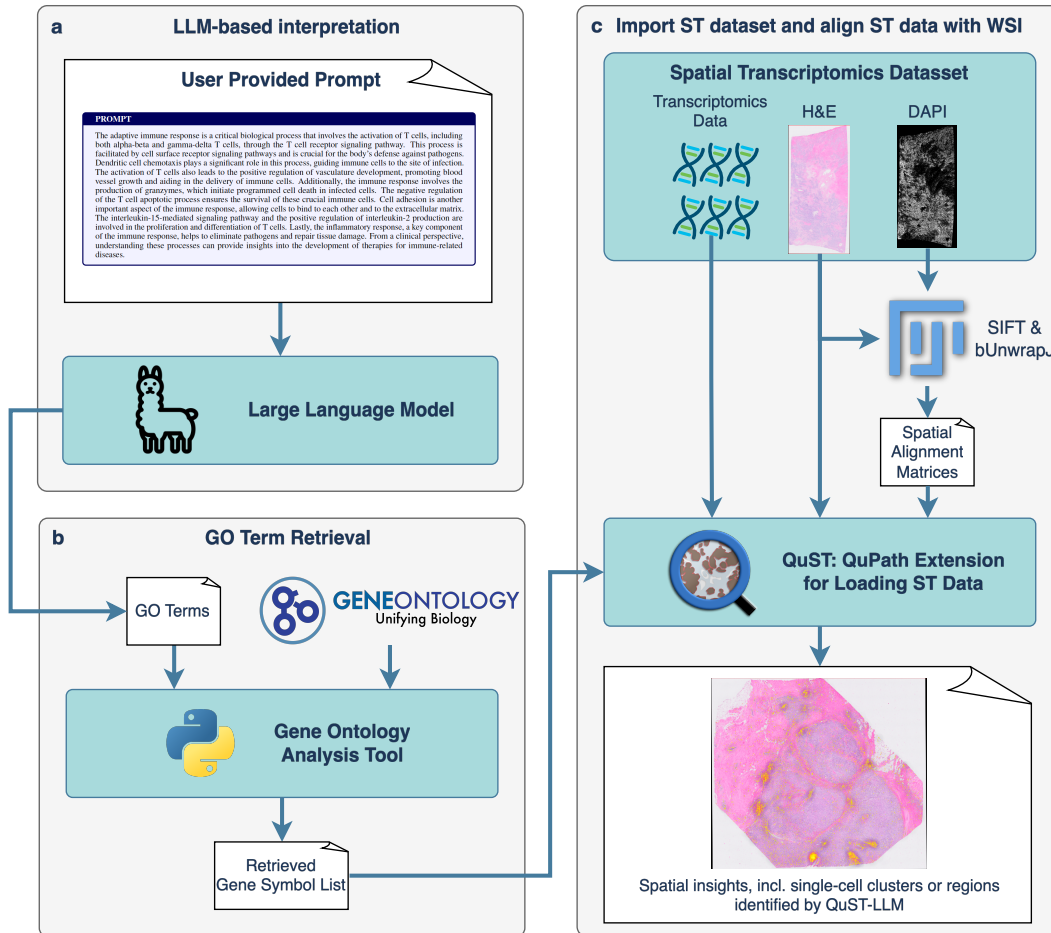 a
LLM-based interpretation
User Provided Prompt
PROMPT
The adaptive immune response is a critical biological process that involves the activation of T cells, including
both alpha-beta and gamma-delta T cells, through the T cell receptor signaling pathway. This process is
facilitated by cell surface receptor signaling pathways and is crucial for the body's defense against pathogens.
Dendritic cell chemotaxis plays a significant role in this process, guiding immune cells to the site of infection.
The activation of T cells also leads to the positive regulation of vasculature development, promoting blood
vessel growth and aiding in the delivery of immune cells. Additionally, the immune response involves the
production of granzymes, which initiate programmed cell death in infected cells. The negative regulation
of the T cell apoptotic process ensures the survival of these crucial immune cells. Cell adhesion is another
important aspect of the immune response, allowing cells to bind to each other and to the extracellular matrix.
The interleukin-15-mediated signaling pathway and the positive regulation of interleukin-2 production are
involved in the proliferation and differentiation of T cells. Lastly, the inflammatory response, a key component
of the immune response, helps to eliminate pathogens and repair tissue damage. From a clinical perspective,
understanding these processes can provide insights into the development of therapies for immune-related
diseases.
Large Language Model
b
GO Term Retrieval
GO Terms
GENEONTOLOGY
Unifying Biology
Gene Ontology
Analysis Tool
Retrieved
Gene Symbol List
c
Import ST dataset and align ST data with WSI
Spatial Transcriptomics Datasset
Transcriptomics
Data
H&E
DAPI
SIFT &
bUnwrapJ
Spatial
Alignment
Matrices
QuST: QuPath Extension
for Loading ST Data
Spatial insights, incl. single-cell clusters or regions
identified by QuST-LLM